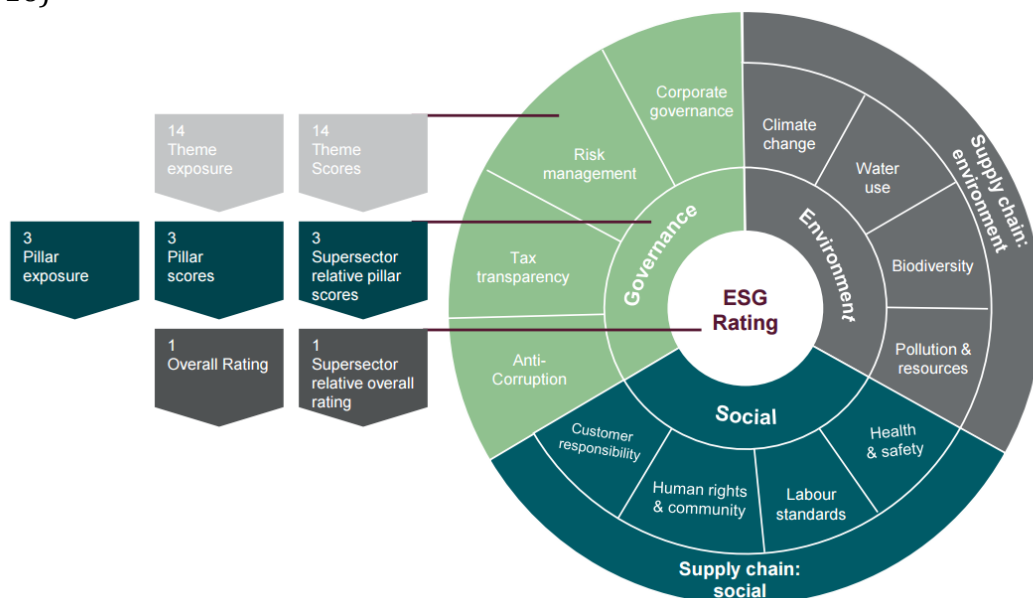 14
Theme
exposure
14
Theme
Scores
3
Pillar
exposure
3
Pillar
scores
3
Supersector
relative pillar
scores
1
Overall Rating
1
Supersector
relative overall
rating
Corporate
governance
Risk
management
Tax
transparency
Anti-
Corruption
Governance
Climate
change
Water
use
Biodiversity
Pollution &
resources
Environment
Supply chain:
environment
ESG
Rating
Social
Customer
responsibility
Human rights
& community
Labour
standards
Health
& safety
Supply chain:
social